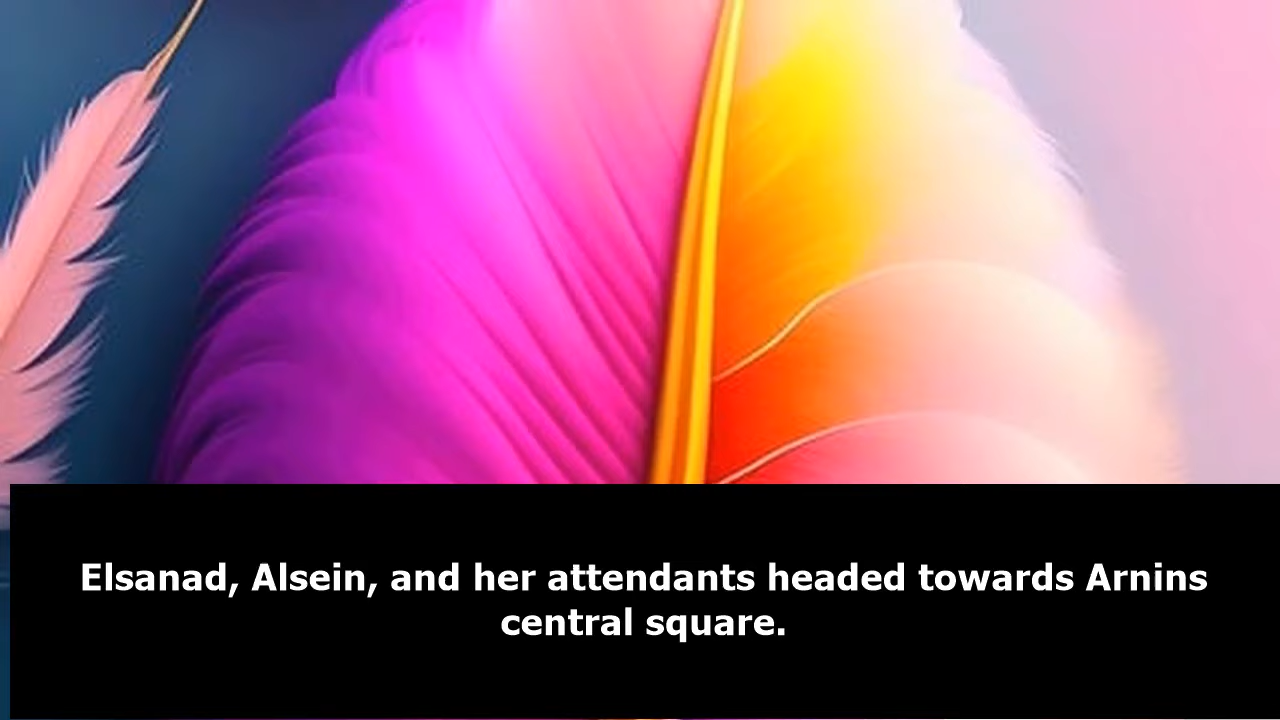 Elsanad, Alsein, and her attendants headed towards Arnins
central square.